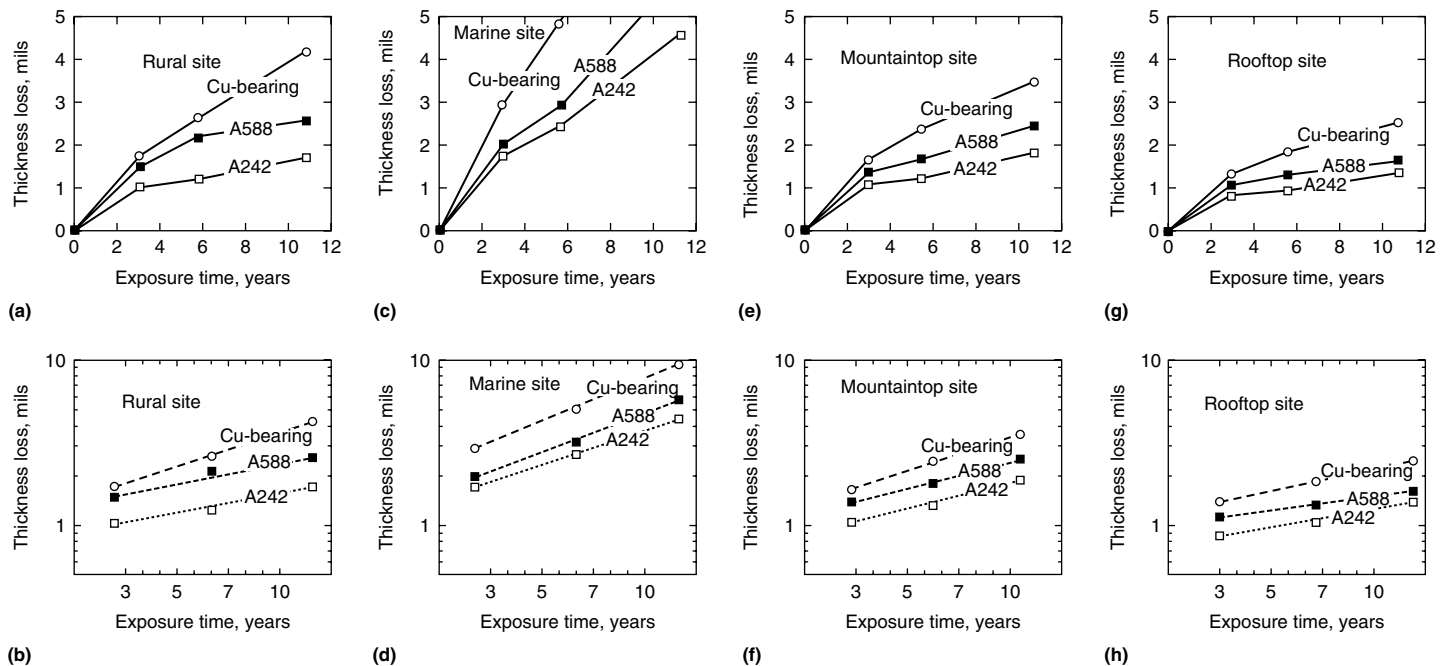 Thickness loss, mils
5
4
3
2
1
0
Rural site
Cu-bearing
A588
A242
0 2 4 6 8 10 12
Exposure time, years
(a)
Thickness loss, mils
5
4
3
2
1
0
Marine site
Cu-bearing
A588
A242
0 2 4 6 8 10 12
Exposure time, years
(c)
Thickness loss, mils
5
4
3
2
1
0
Mountaintop site
Cu-bearing
A588
A242
0 2 4 6 8 10 12
Exposure time, years
(e)
Thickness loss, mils
5
4
3
2
1
0
Rooftop site
Cu-bearing
A588
A242
0 2 4 6 8 10 12
Exposure time, years
(g)
Thickness loss, mils
10
1
Rural site
Cu-bearing
A588
A242
3 5 7 10
Exposure time, years
(b)
Thickness loss, mils
10
1
Marine site
Cu-bearing
A588
A242
3 5 7 10
Exposure time, years
(d)
Thickness loss, mils
10
1
Mountaintop site
Cu-bearing
A588
A242
3 5 7 10
Exposure time, years
(f)
Thickness loss, mils
10
1
Rooftop site
Cu-bearing
A588
A242
3 5 7 10
Exposure time, years
(h)